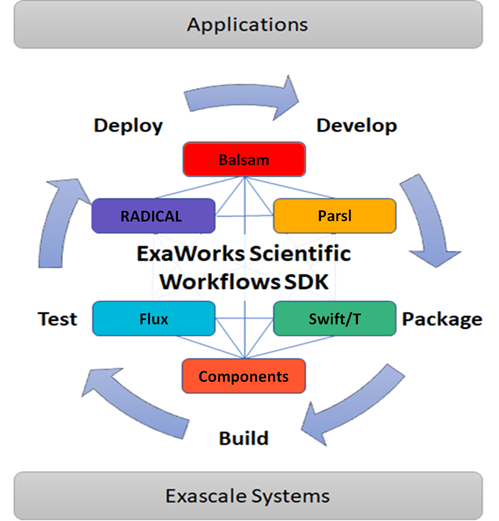 Applications
Deploy
Develop
Balsam
RADICAL
Parsl
ExaWorks Scientific
Workflows SDK
Test
Flux
Swift/T
Package
Components
Build
Exascale Systems